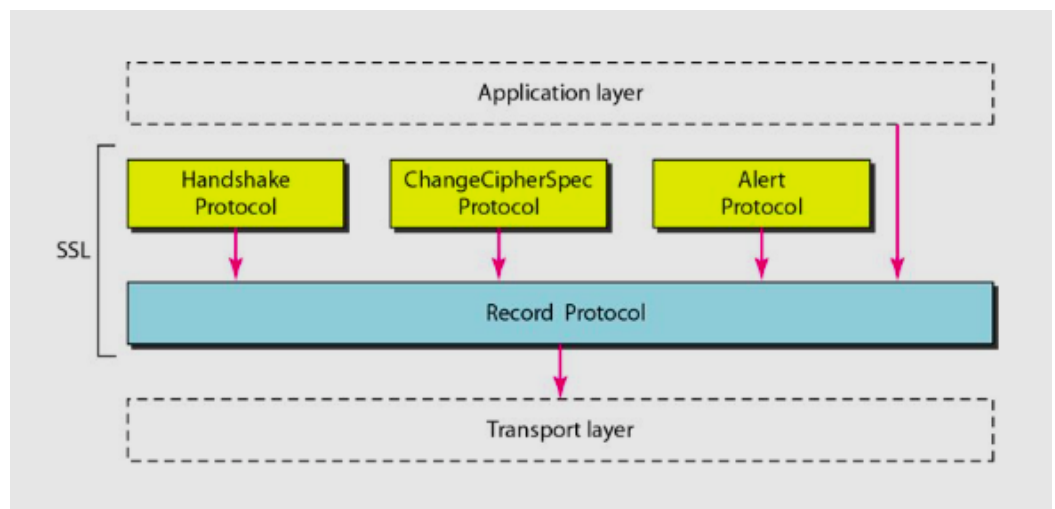 Application layer
Handshake
Protocol
ChangeCipherSpec
Protocol
Alert
Protocol
SSL
Record Protocol
Transport layer